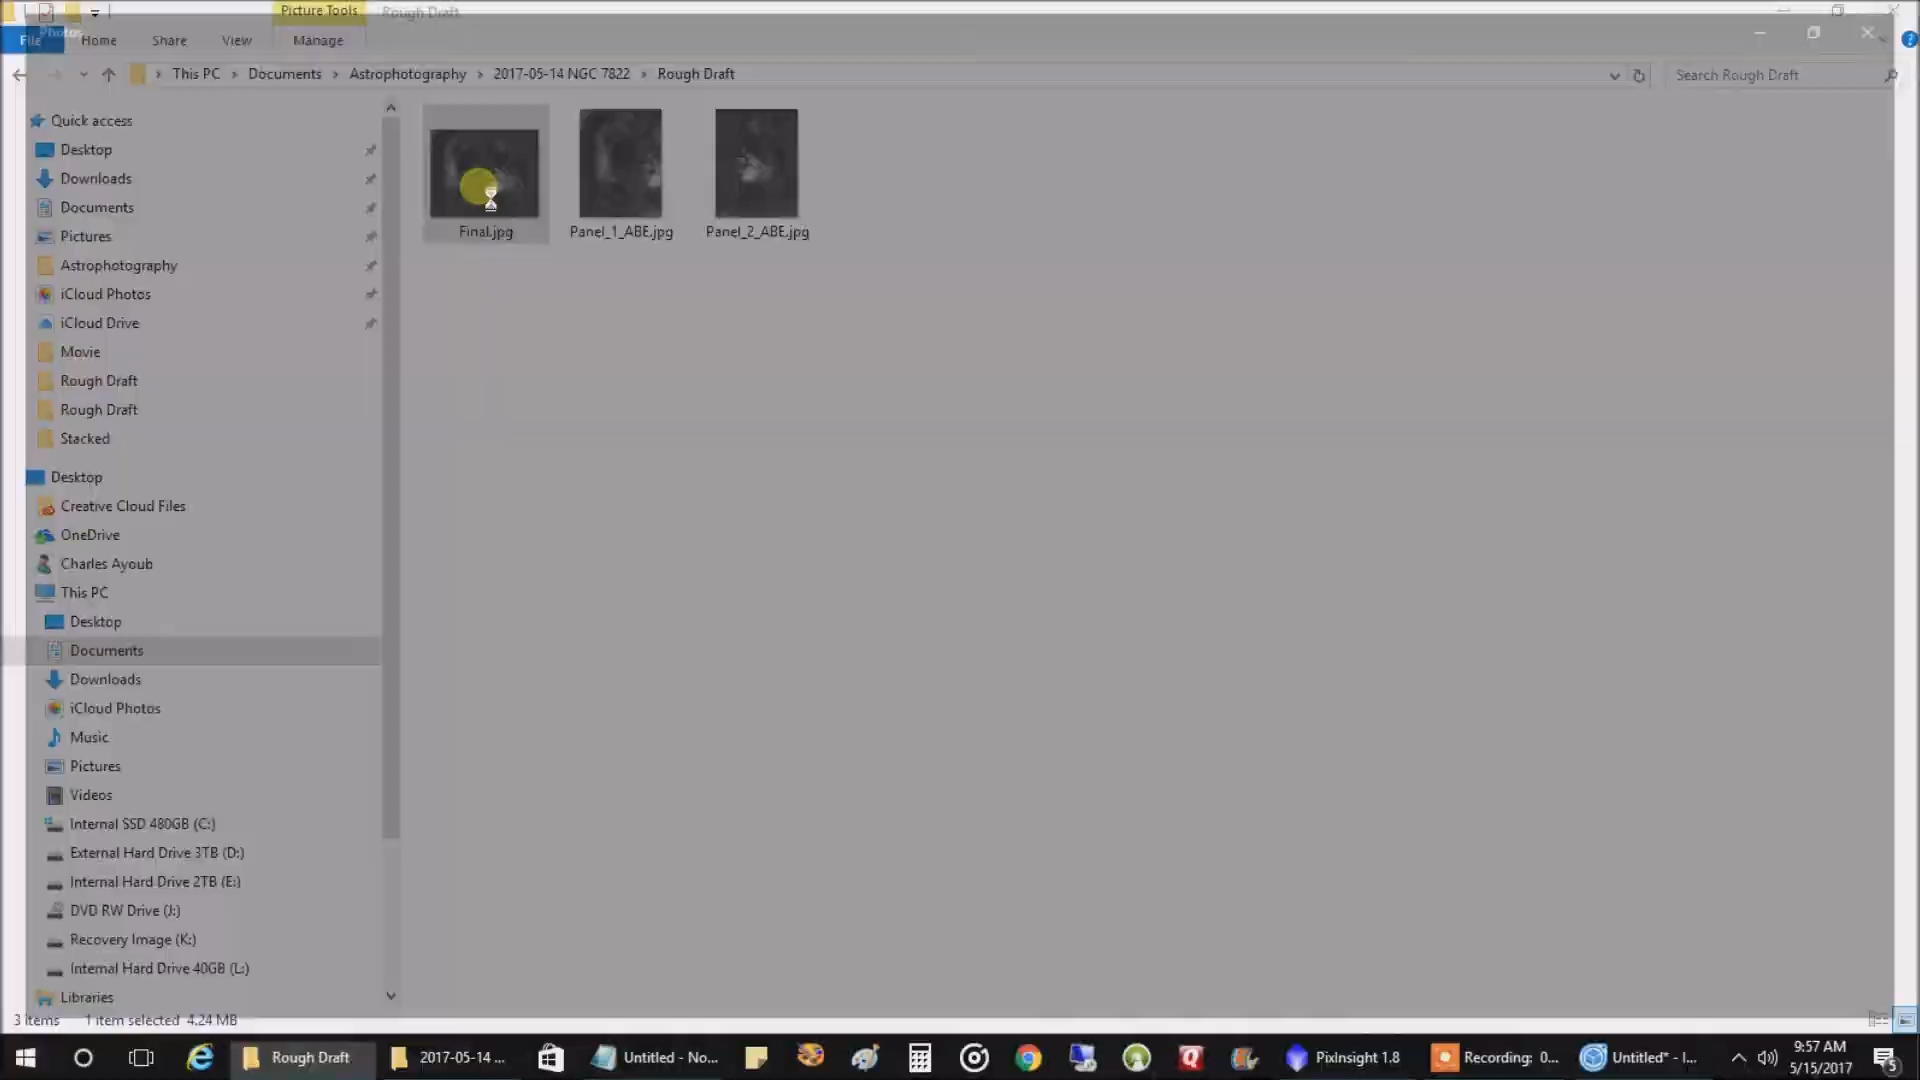 Picture Tools
Rough Draft
Photos
File
Home
Share
View
Manage
This PC
Documents
Astrophotography
2017-05-14 NGC 7822
Rough Draft
Search Rough Draft
Quick access
Desktop
Downloads
Documents
Pictures
Astrophotography
iCloud Photos
iCloud Drive
Movie
Rough Draft
Rough Draft
Stacked
Desktop
Creative Cloud Files
OneDrive
Charles Ayoub
This PC
Desktop
Documents
Downloads
iCloud Photos
Music
Pictures
Videos
Internal SSD 480GB (C:)
External Hard Drive 3TB (D:)
Internal Hard Drive 2TB (E:)
DVD RW Drive (J:)
Recovery Image (K:)
Internal Hard Drive 40GB (L:)
Libraries
Final.jpg
Panel_1_ABE.jpg
Panel_2_ABE.jpg
3 items
1 item selected 4.24 MB
Rough Draft
2017-05-14 ...
Untitled - No...
PixInsight 1.8
Recording: 0...
Untitled* - I...
9:57 AM
5/15/2017
5